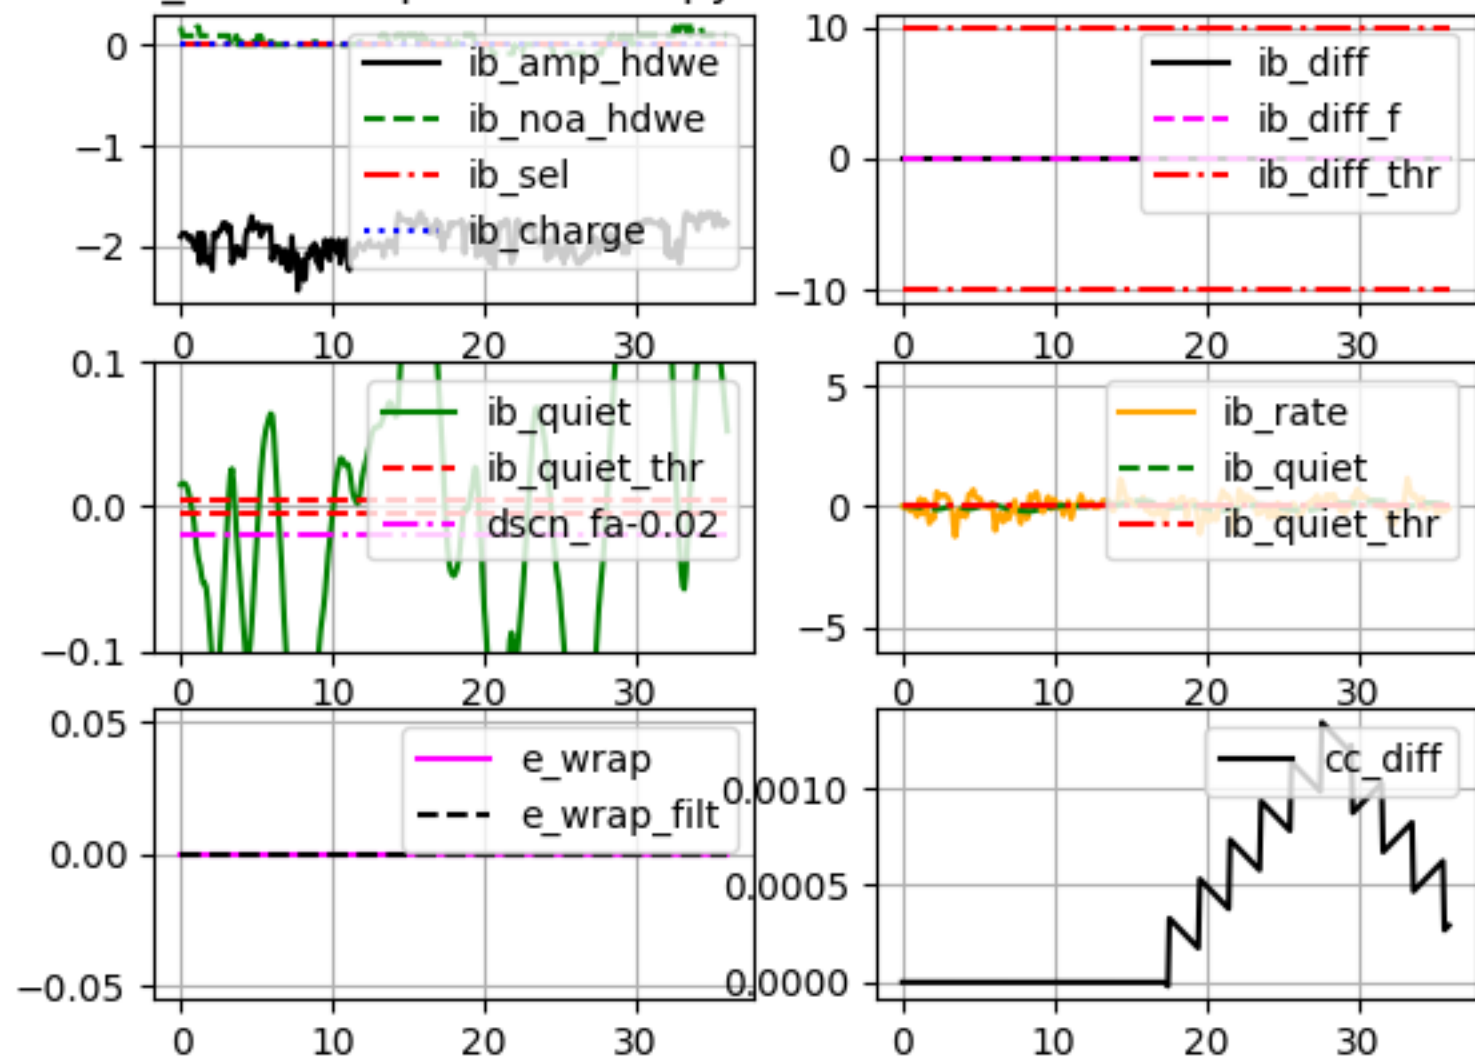 0
−1
−2
ib_amp_hdwe
ib_noa_hdwe
ib_sel
ib_charge
0 10 20 30
10
0
−10
ib_diff
ib_diff_f
ib_diff_thr
0 10 20 30
0.1
0.0
−0.1
ib_quiet
ib_quiet_thr
dscn_fa-0.02
0 10 20 30
5
0
−5
ib_rate
ib_quiet
ib_quiet_thr
0 10 20 30
0.05
0.00
−0.05
e_wrap
e_wrap_filt
0 10 20 30
0.0010
0.0005
0.0000
cc_diff
0 10 20 30